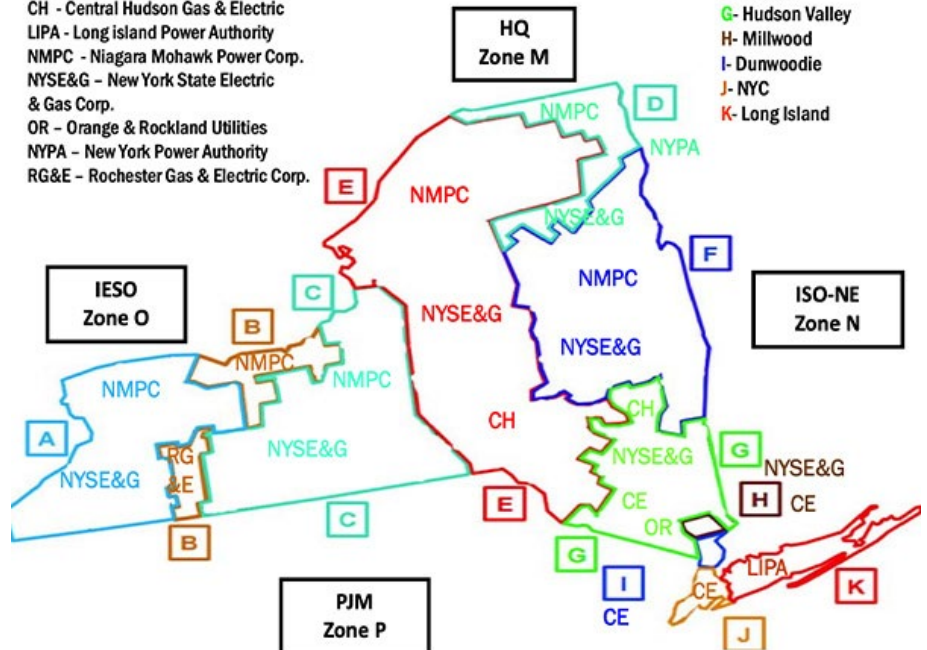 CH - Central Hudson Gas & Electric
LIPA - Long island Power Authority
NMPC - Niagara Mohawk Power Corp.
NYSE&G – New York State Electric
& Gas Corp.
OR – Orange & Rockland Utilities
NYPA – New York Power Authority
RG&E – Rochester Gas & Electric Corp.
HQ
Zone M
G- Hudson Valley
H- Millwood
I- Dunwoodie
J- NYC
K- Long Island
NMPC
D
NYPA
E
NMPC
NYSE&G
F
NMPC
IESO
Zone O
C
ISO-NE
Zone N
B
NYSE&G
NYSE&G
NMPC
NMPC
NMPC
CH
CH
A
NYSE&G
RG
&E
NYSE&G
NYSE&G
G
NYSE&G
H
CE
E
CE
OR
C
B
G
I
CE
LIPA
CE
K
J
PJM
Zone P